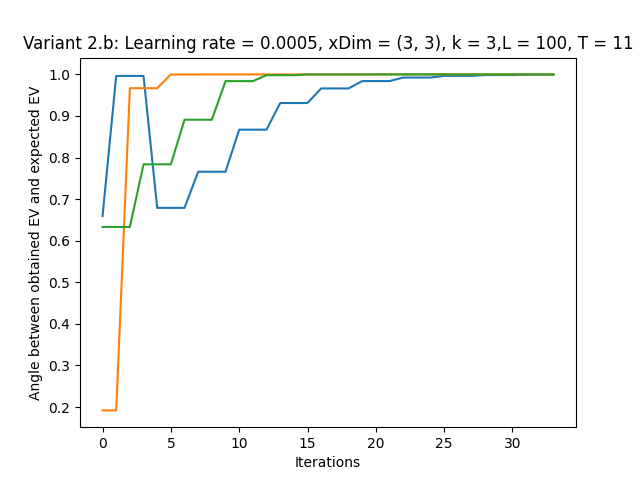 Variant 2.b: Learning rate = 0.0005, xDim = (3, 3), k = 3,L = 100, T = 11
1.0
0.9
0.8
0.7
0.6
0.5
0.4
0.3
0.2
Angle between obtained EV and expected EV
0 5 10 15 20 25 30
Iterations